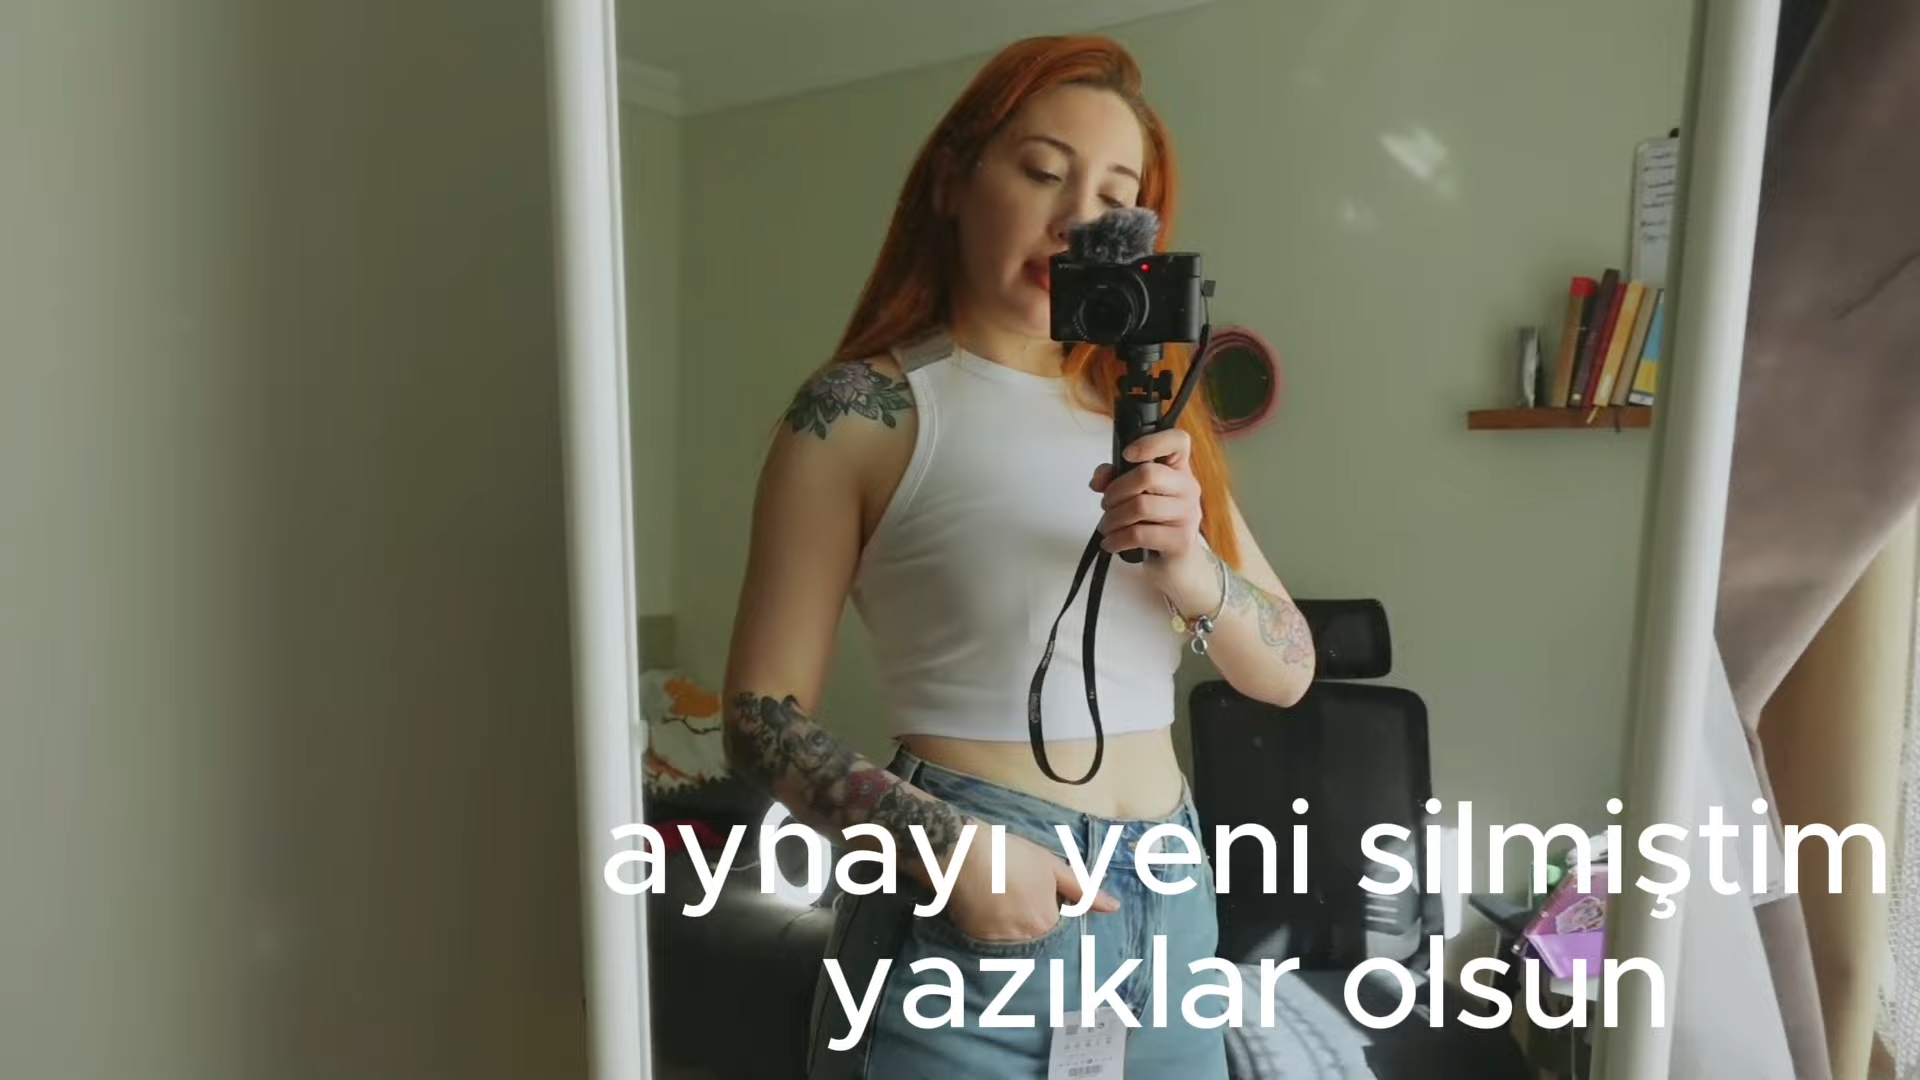 aynayı yeni silmiştim
yazıklar olsun